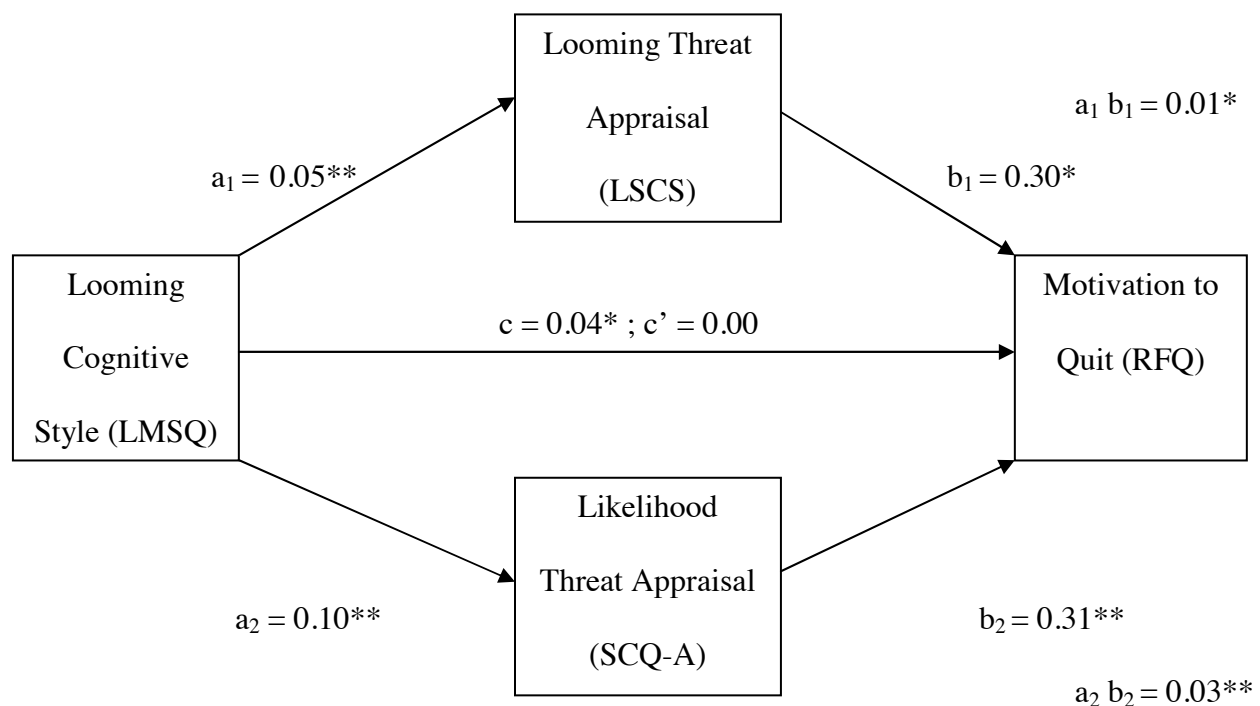 Looming Threat
Appraisal
(LSCS)
a₁ b₁ = 0.01*
a₁ = 0.05**
b₁ = 0.30*
Looming
Cognitive
Style (LMSQ)
c = 0.04* ; c’ = 0.00
Motivation to
Quit (RFQ)
Likelihood
Threat Appraisal
(SCQ-A)
a₂ = 0.10**
b₂ = 0.31**
a₂ b₂ = 0.03**